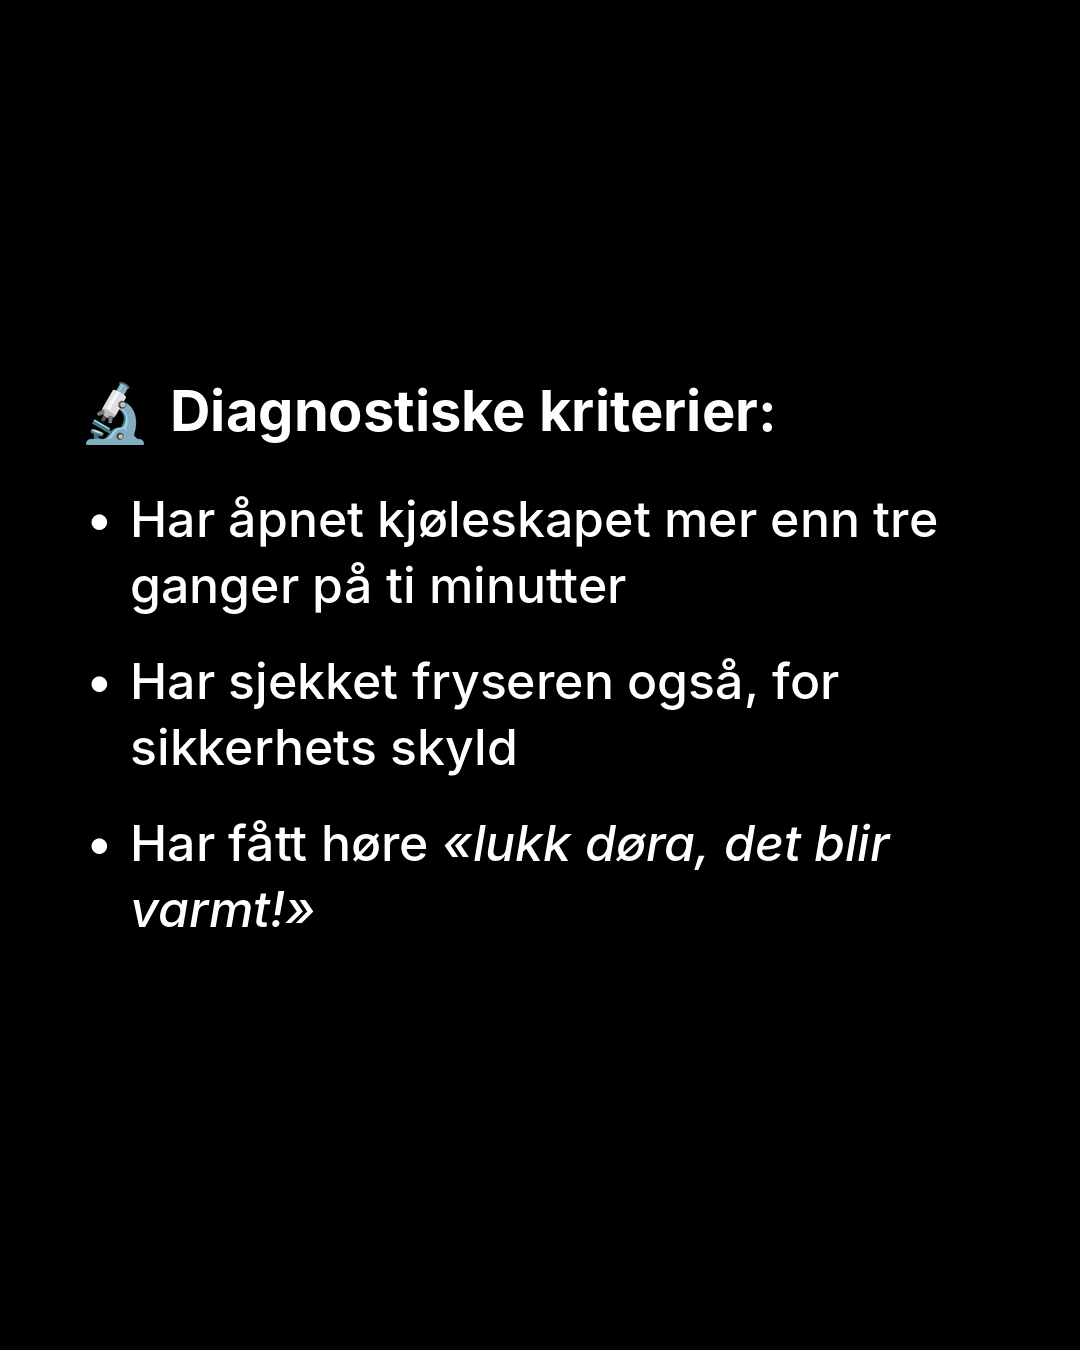 🔬 Diagnostiske kriterier:
• Har åpnet kjøleskapet mer enn tre
ganger på ti minutter
• Har sjekket fryseren også, for
sikkerhets skyld
• Har fått høre «lukk døra, det blir
varmt!»